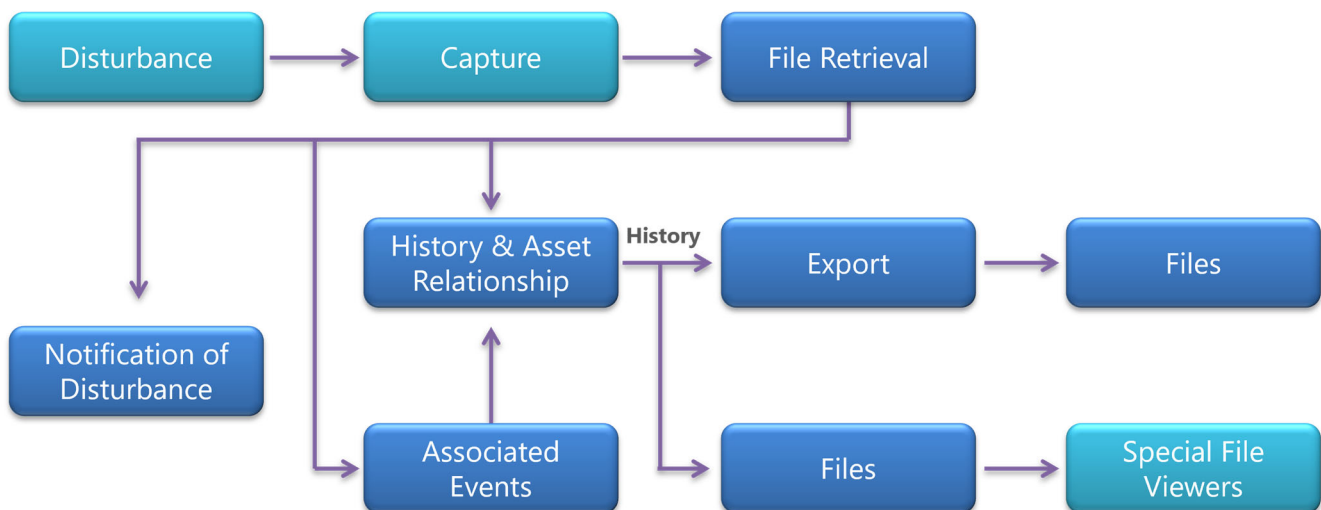 Disturbance
Capture
File Retrieval
History & Asset
Relationship
History
Export
Files
Notification of
Disturbance
Associated
Events
Files
Special File
Viewers